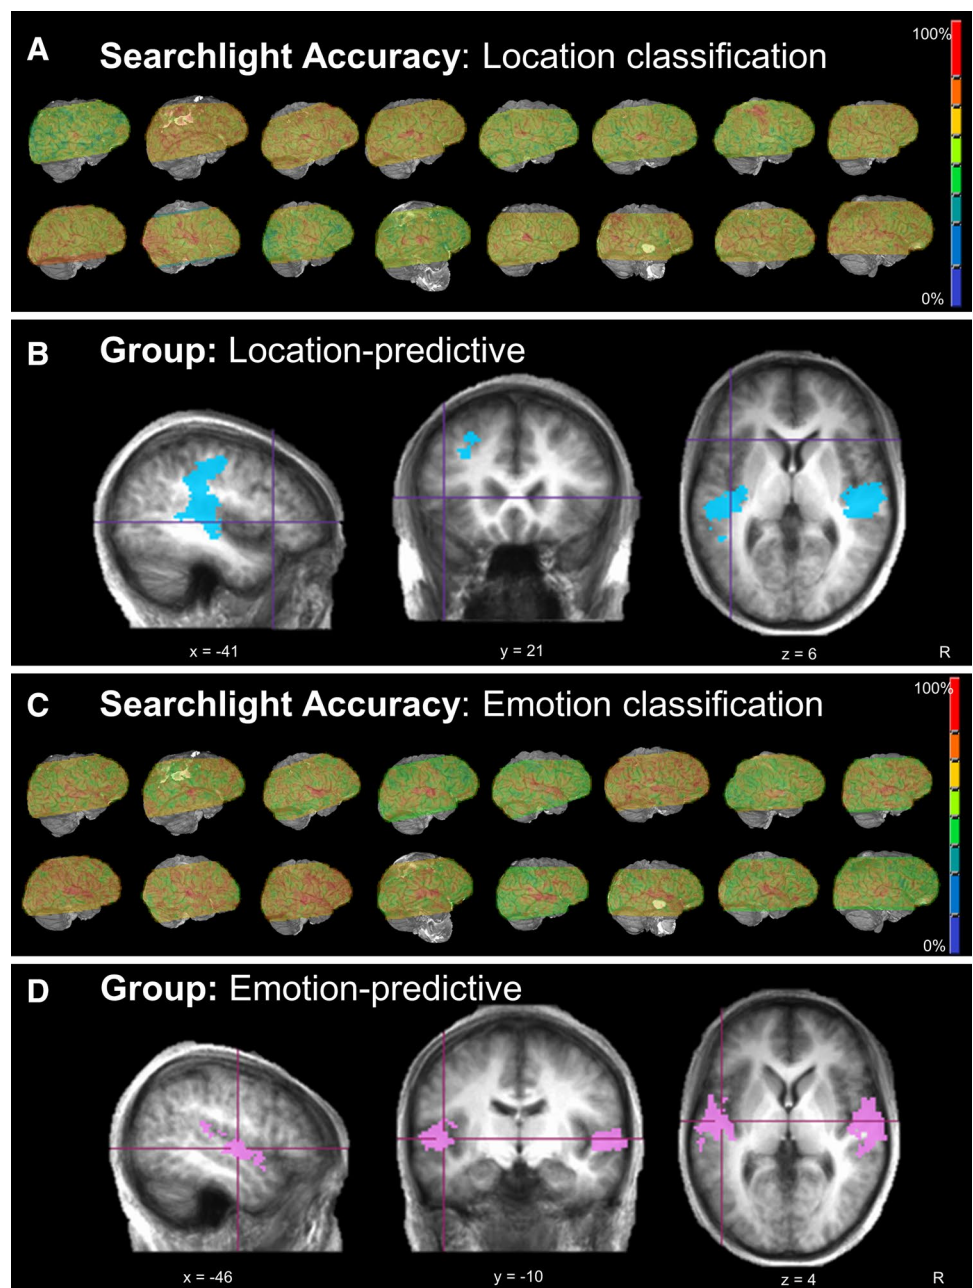 A
Searchlight Accuracy: Location classification
100%
0%
B
Group: Location-predictive
x = -41
y = 21
z = 6
R
C
Searchlight Accuracy: Emotion classification
100%
0%
D
Group: Emotion-predictive
x = -46
y = -10
z = 4
R